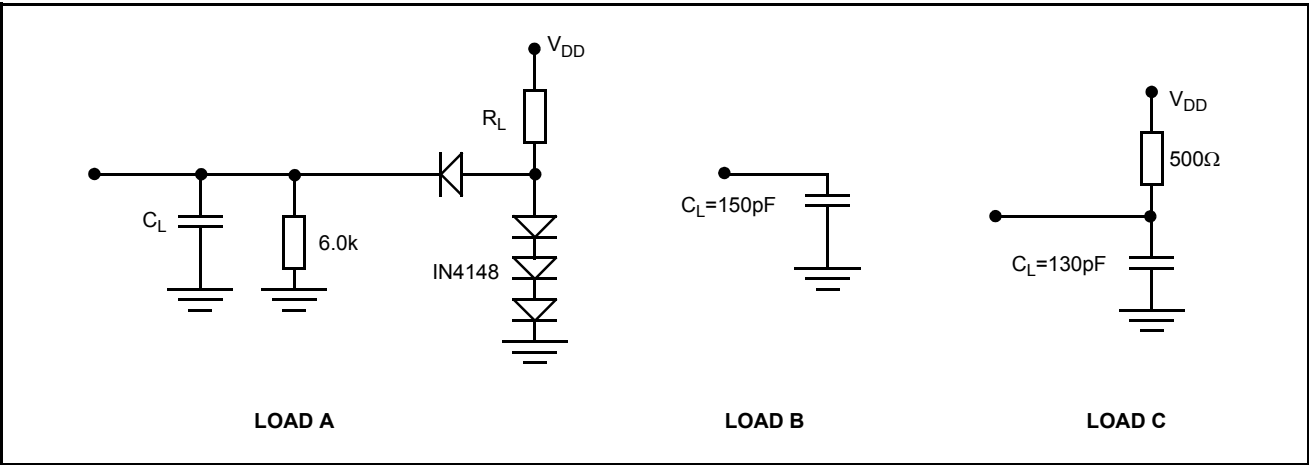 V_DD
R_L
C_L
6.0k
IN4148
LOAD A
C_L=150pF
LOAD B
V_DD
500Ω
C_L=130pF
LOAD C